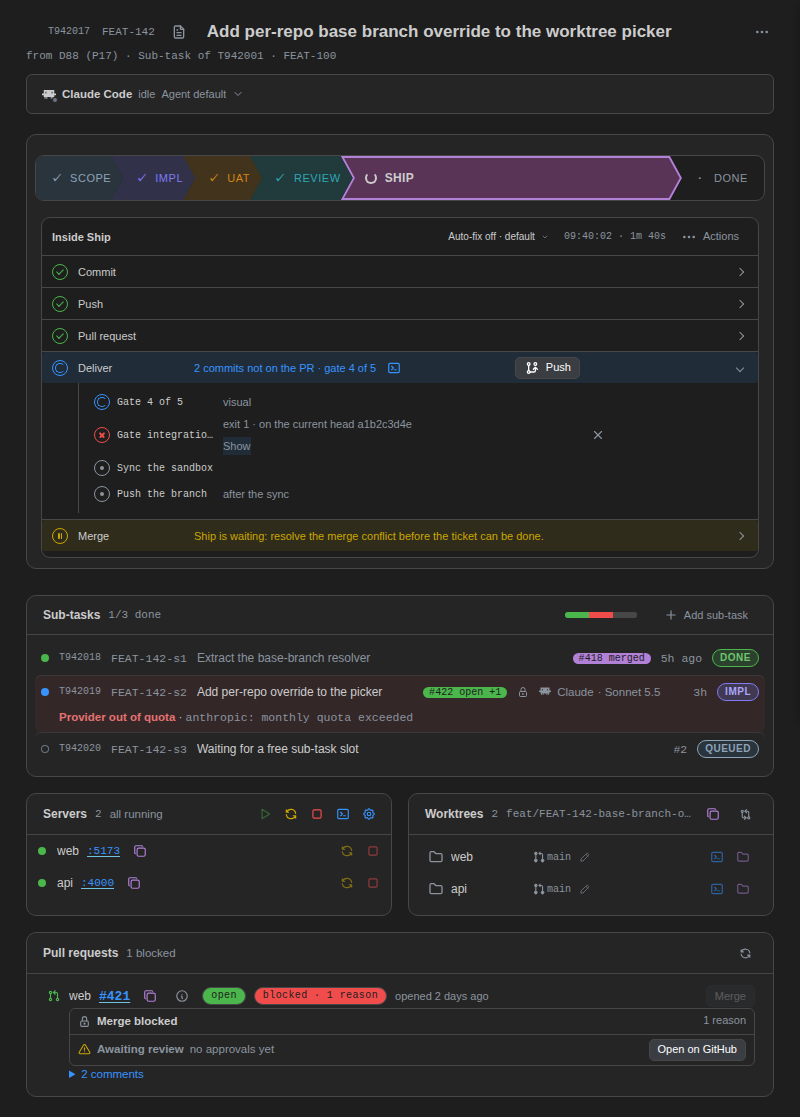 T942017 FEAT-142 Add per-repo base branch override to the worktree picker
from D88 (P17) · Sub-task of T942001 · FEAT-100
Claude Code idle Agent default
SCOPE IMPL UAT REVIEW SHIP DONE
Inside Ship Auto-fix off · default 09:40:02 · 1m 40s Actions
Commit
Push
Pull request
Deliver 2 commits not on the PR · gate 4 of 5 Push
Gate 4 of 5 visual
exit 1 · on the current head a1b2c3d4e
Gate integratio…
Show
Sync the sandbox
Push the branch after the sync
Merge Ship is waiting: resolve the merge conflict before the ticket can be done.
Sub-tasks 1/3 done Add sub-task
T942018 FEAT-142-s1 Extract the base-branch resolver #418 merged 5h ago DONE
T942019 FEAT-142-s2 Add per-repo override to the picker #422 open +1 Claude · Sonnet 5.5 3h IMPL
Provider out of quota · anthropic: monthly quota exceeded
T942020 FEAT-142-s3 Waiting for a free sub-task slot #2 QUEUED
Servers 2 all running
web :5173
api :4000
Worktrees 2 feat/FEAT-142-base-branch-o…
web main
api main
Pull requests 1 blocked
web #421 open blocked · 1 reason opened 2 days ago Merge
Merge blocked 1 reason
Awaiting review no approvals yet Open on GitHub
2 comments